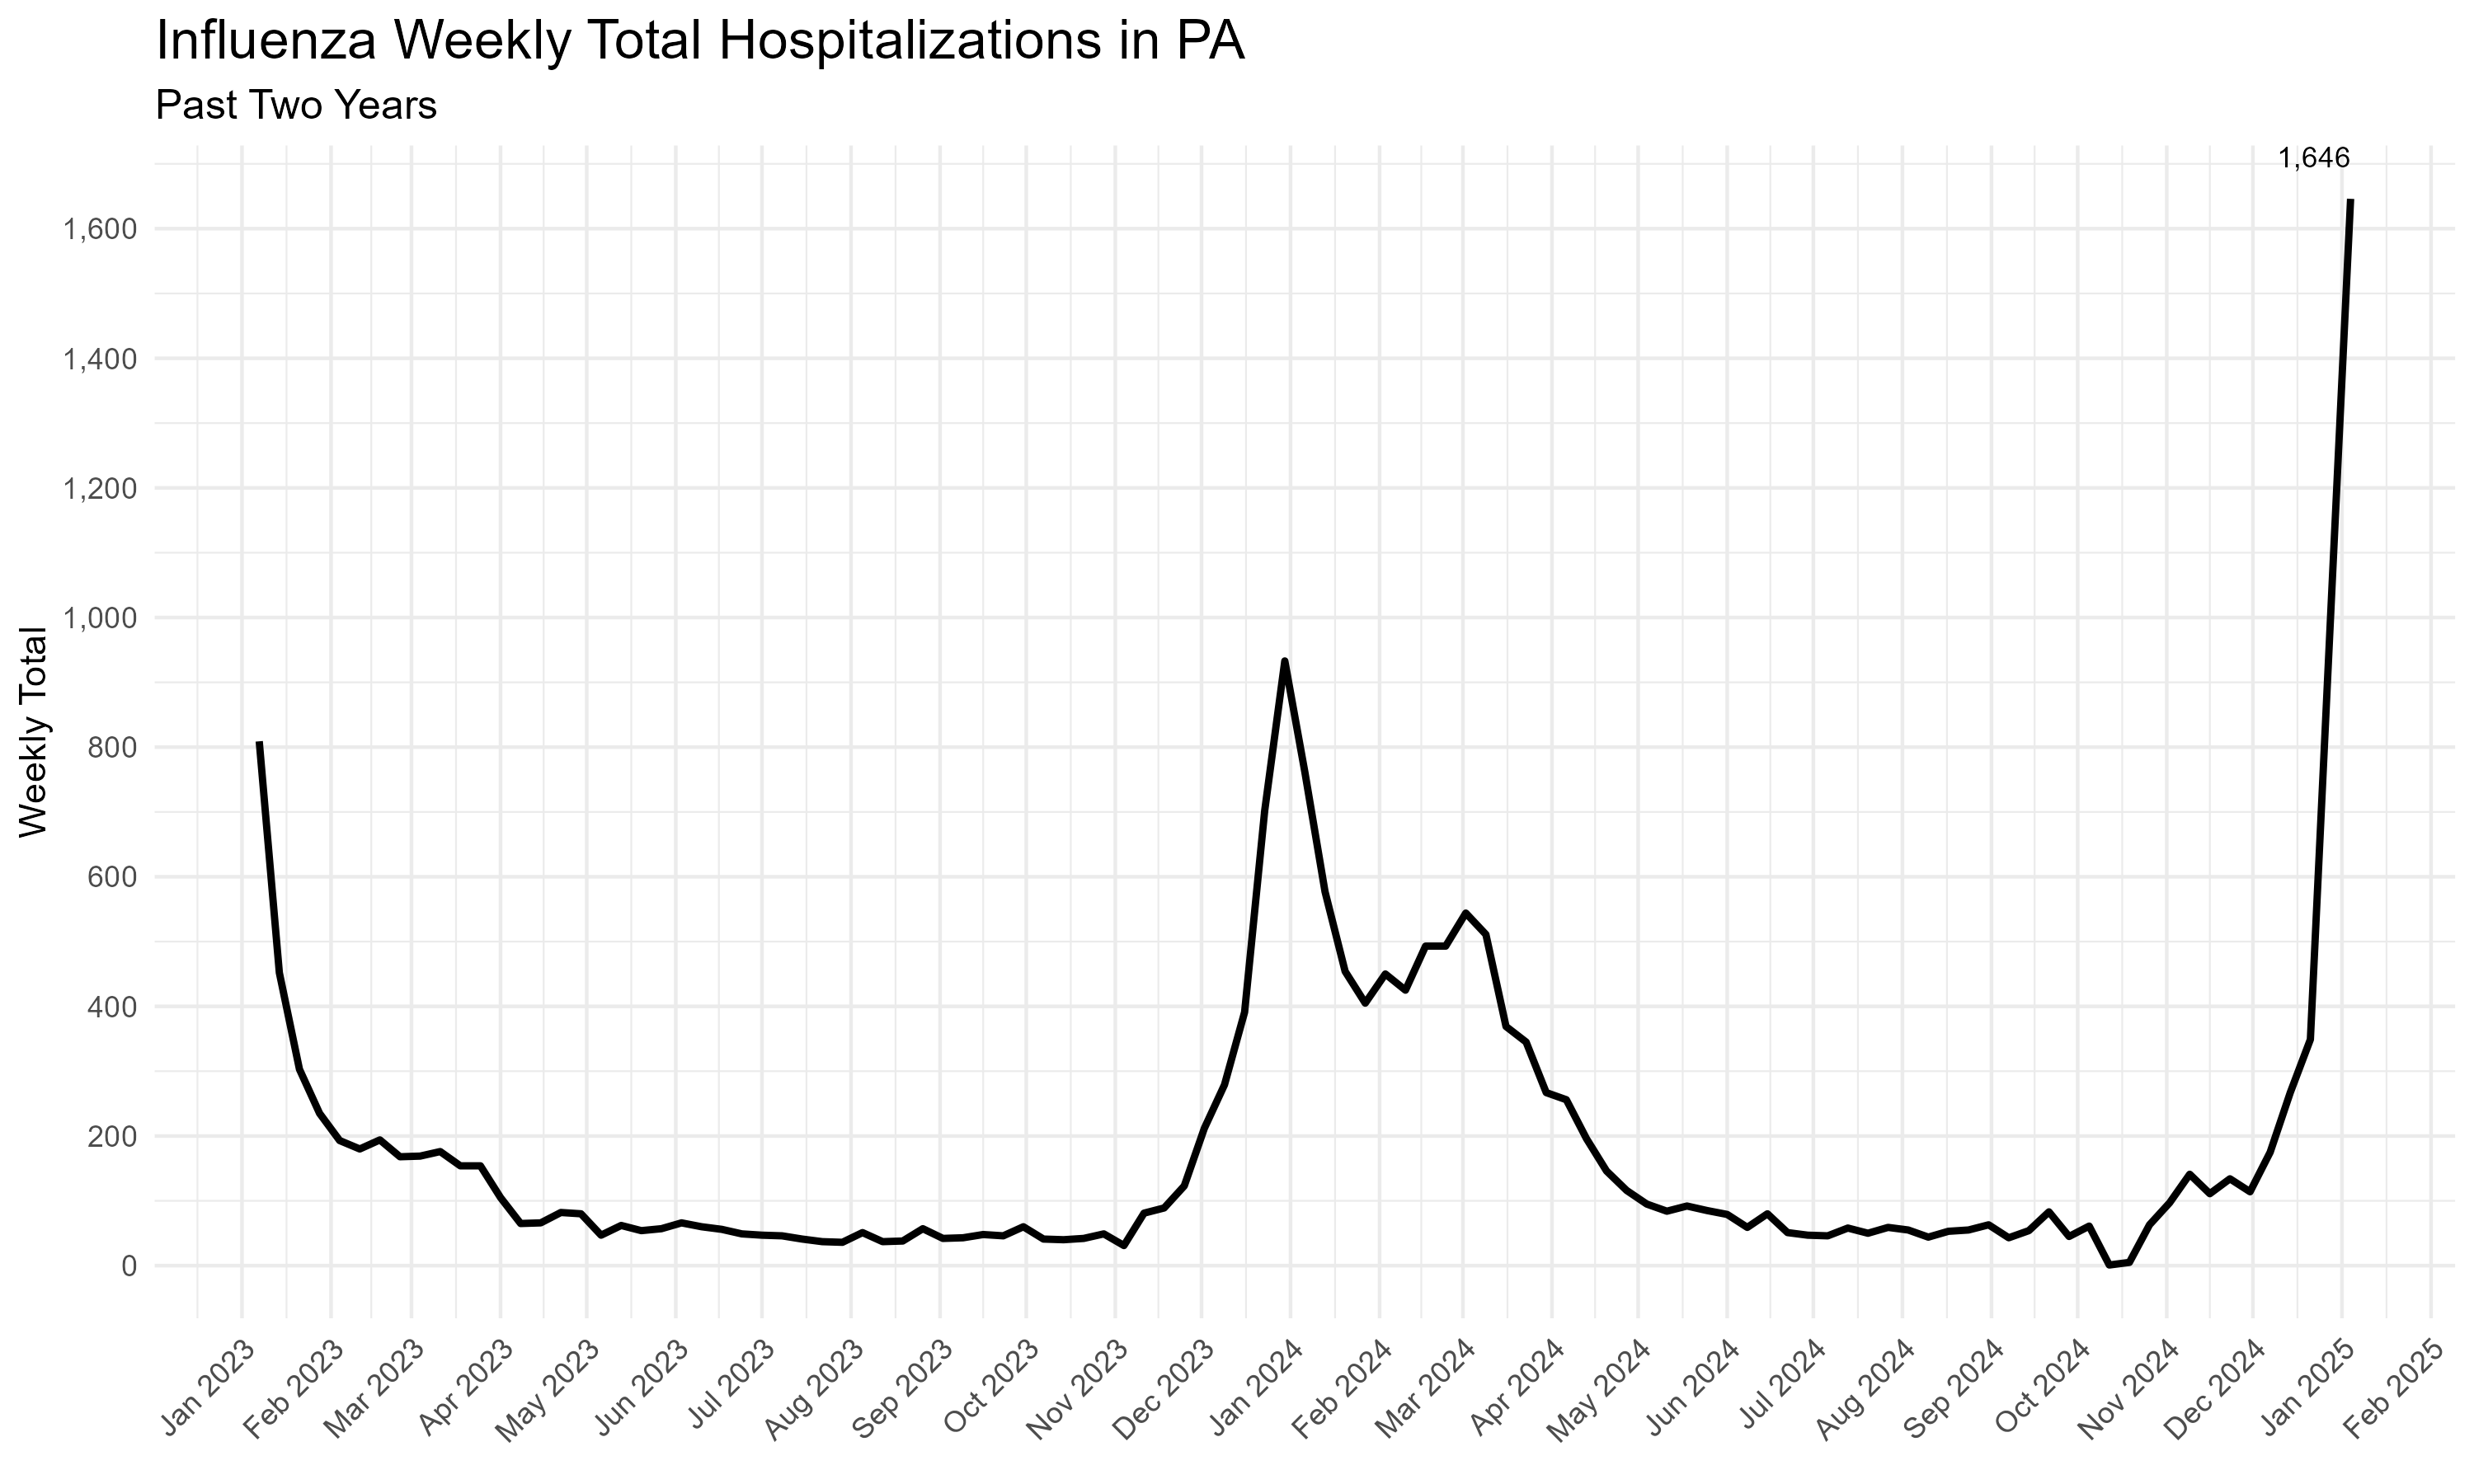 Influenza Weekly Total Hospitalizations in PA
Past Two Years
1,646
1,600
1,400
1,200
1,000
800
600
400
200
0
Weekly Total
Jan 2023
Feb 2023
Mar 2023
Apr 2023
May 2023
Jun 2023
Jul 2023
Aug 2023
Sep 2023
Oct 2023
Nov 2023
Dec 2023
Jan 2024
Feb 2024
Mar 2024
Apr 2024
May 2024
Jun 2024
Jul 2024
Aug 2024
Sep 2024
Oct 2024
Nov 2024
Dec 2024
Jan 2025
Feb 2025